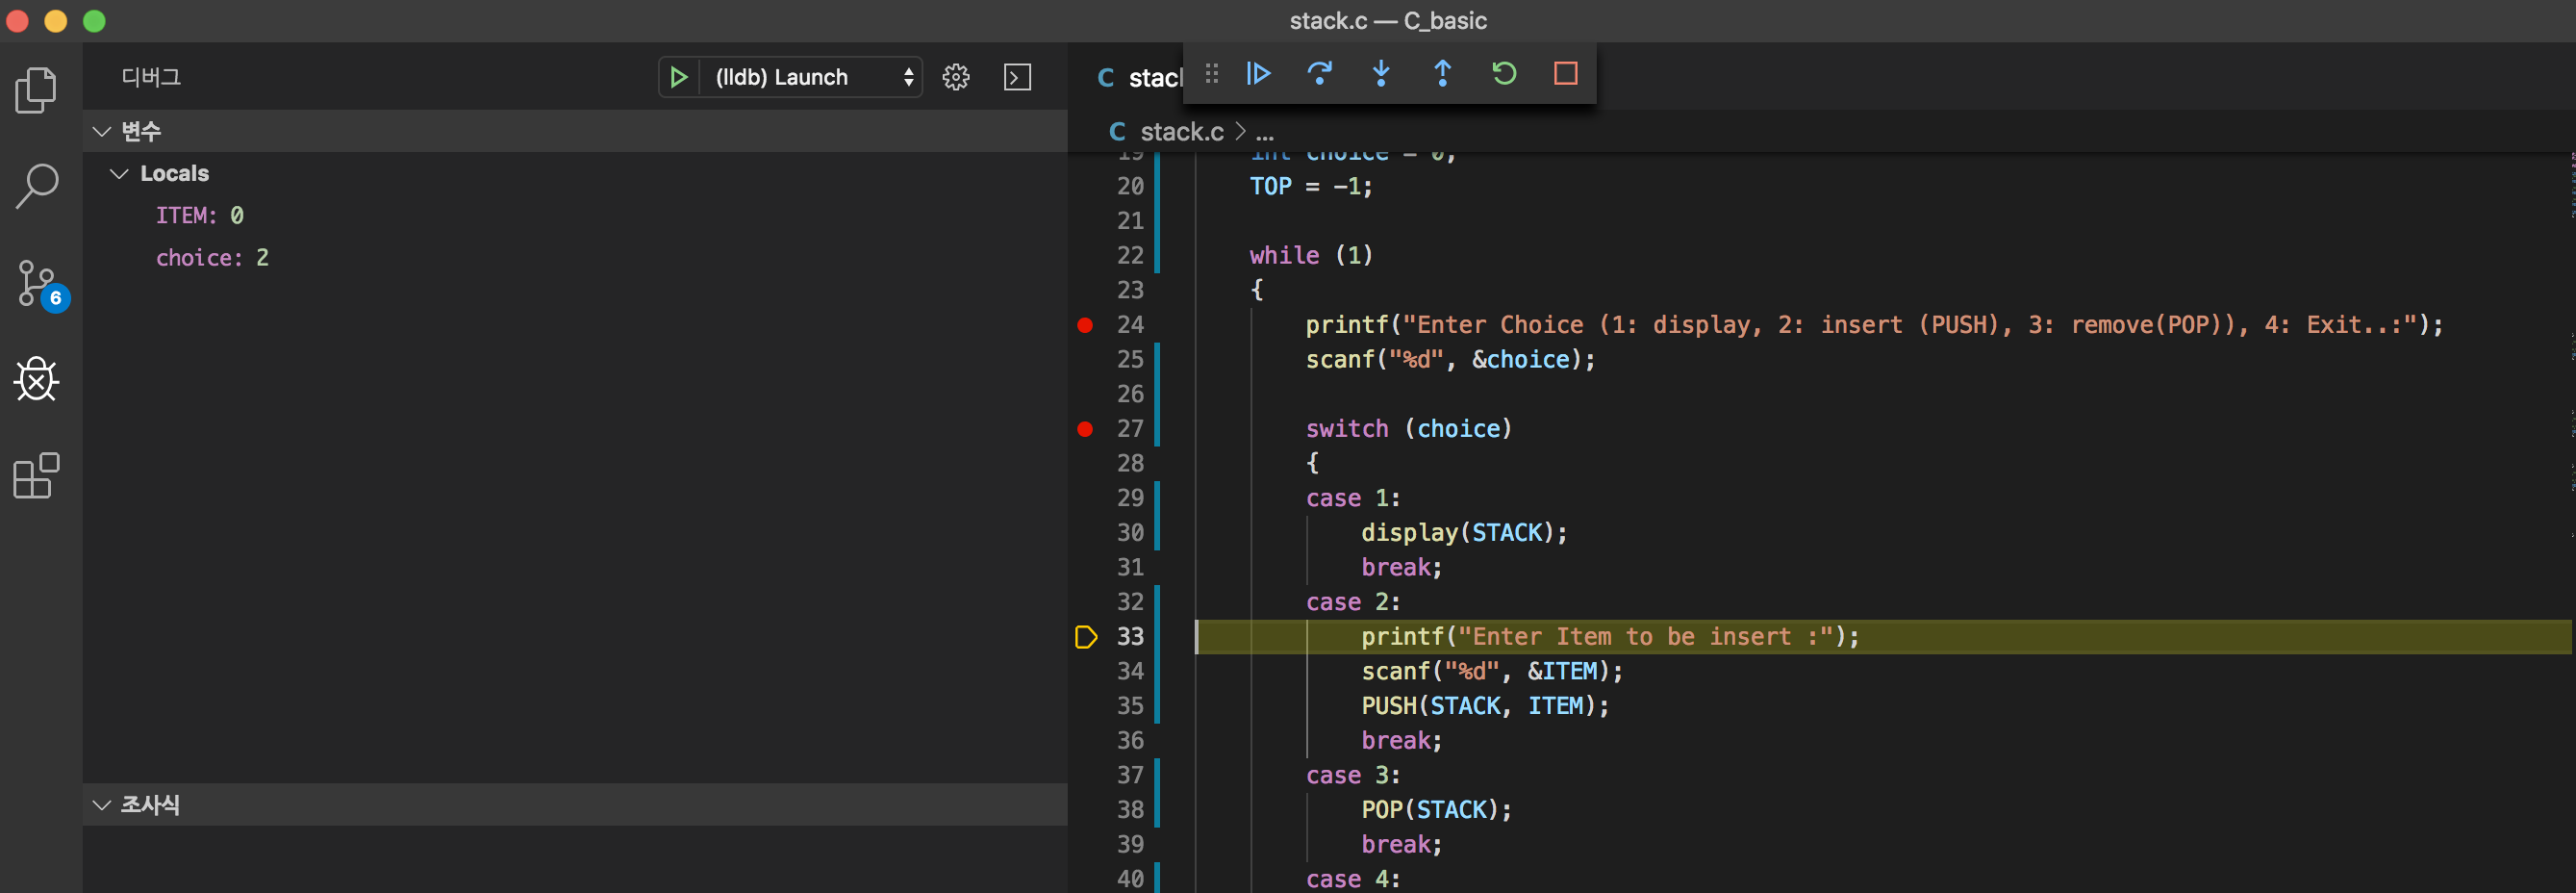 stack.c — C_basic
디버그
(lldb) Launch
변수
Locals
ITEM: 0
choice: 2
조사식
6
C stac
C stack.c > ...
19 int choice = 0;
20 TOP = -1;
21
22 while (1)
23 {
24 printf("Enter Choice (1: display, 2: insert (PUSH), 3: remove(POP)), 4: Exit..:");
25 scanf("%d", &choice);
26
27 switch (choice)
28 {
29 case 1:
30 display(STACK);
31 break;
32 case 2:
33 printf("Enter Item to be insert :");
34 scanf("%d", &ITEM);
35 PUSH(STACK, ITEM);
36 break;
37 case 3:
38 POP(STACK);
39 break;
40 case 4: